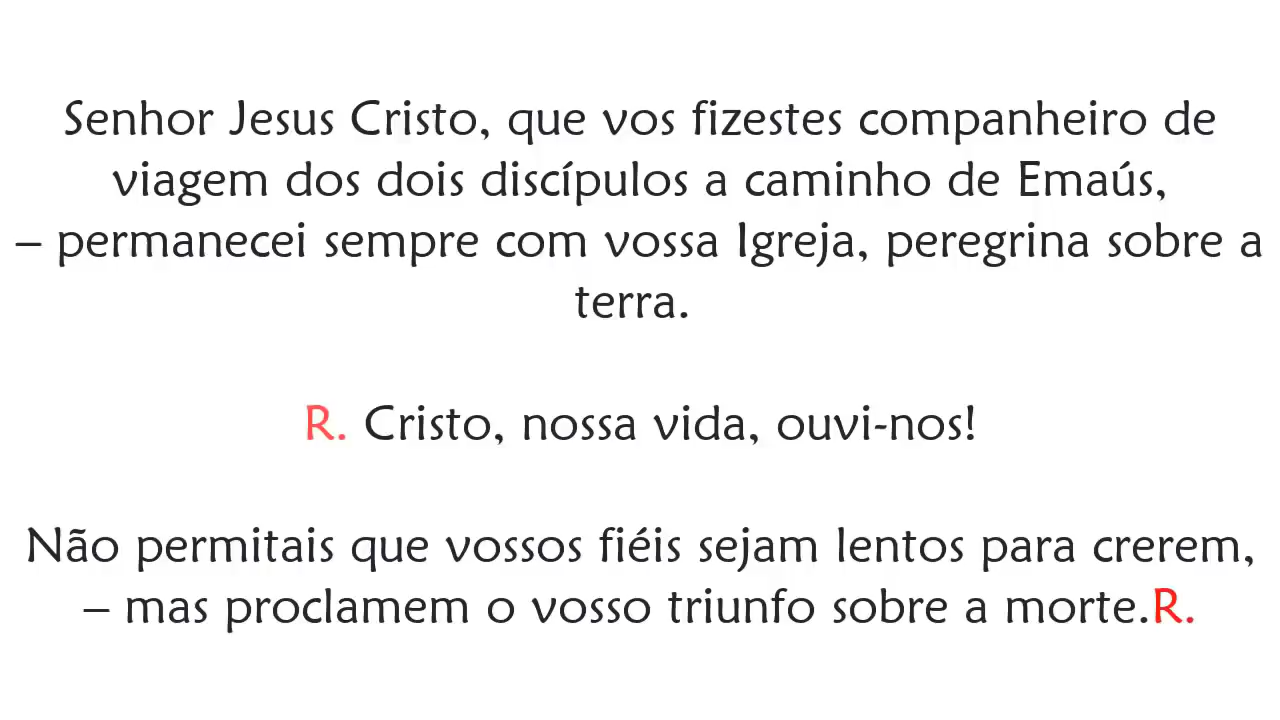 Senhor Jesus Cristo, que vos fizestes companheiro de
viagem dos dois discípulos a caminho de Emaús,
– permanecei sempre com vossa Igreja, peregrina sobre a
terra.
R. Cristo, nossa vida, ouvi-nos!
Não permitais que vossos fiéis sejam lentos para crerem,
– mas proclamem o vosso triunfo sobre a morte.R.